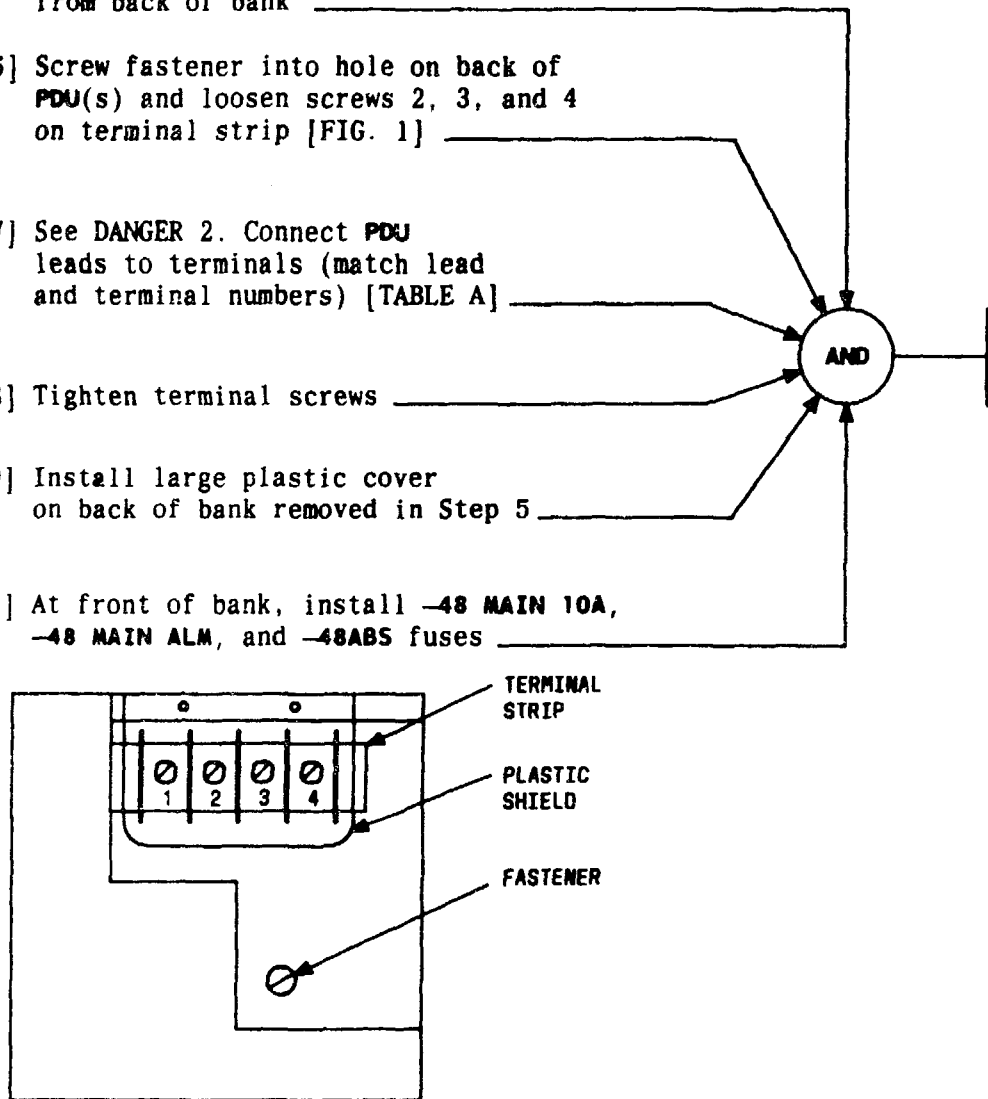 from back of bank
6] Screw fastener into hole on back of
PDU(s) and loosen screws 2, 3, and 4
on terminal strip [FIG. 1]
7] See DANGER 2. Connect PDU
leads to terminals (match lead
and terminal numbers) [TABLE A]
AND
8] Tighten terminal screws
9] Install large plastic cover
on back of bank removed in Step 5
] At front of bank, install —48 MAIN 10A,
—48 MAIN ALM, and —48ABS fuses
TERMINAL
STRIP
1 2 3 4
PLASTIC
SHIELD
FASTENER